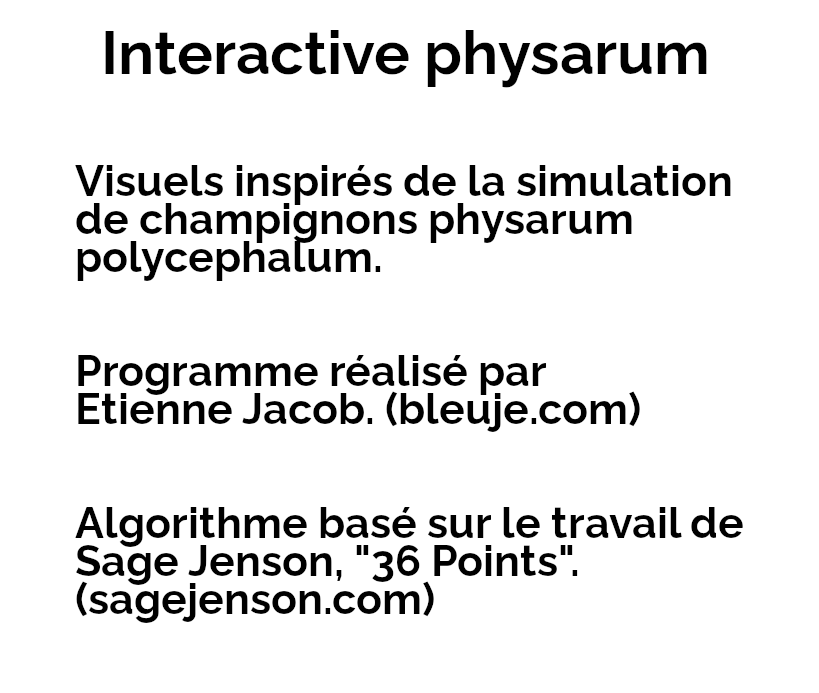 Interactive physarum
Visuels inspirés de la simulation
de champignons physarum
polycephalum.
Programme réalisé par
Etienne Jacob. (bleuje.com)
Algorithme basé sur le travail de
Sage Jenson, "36 Points".
(sagejenson.com)